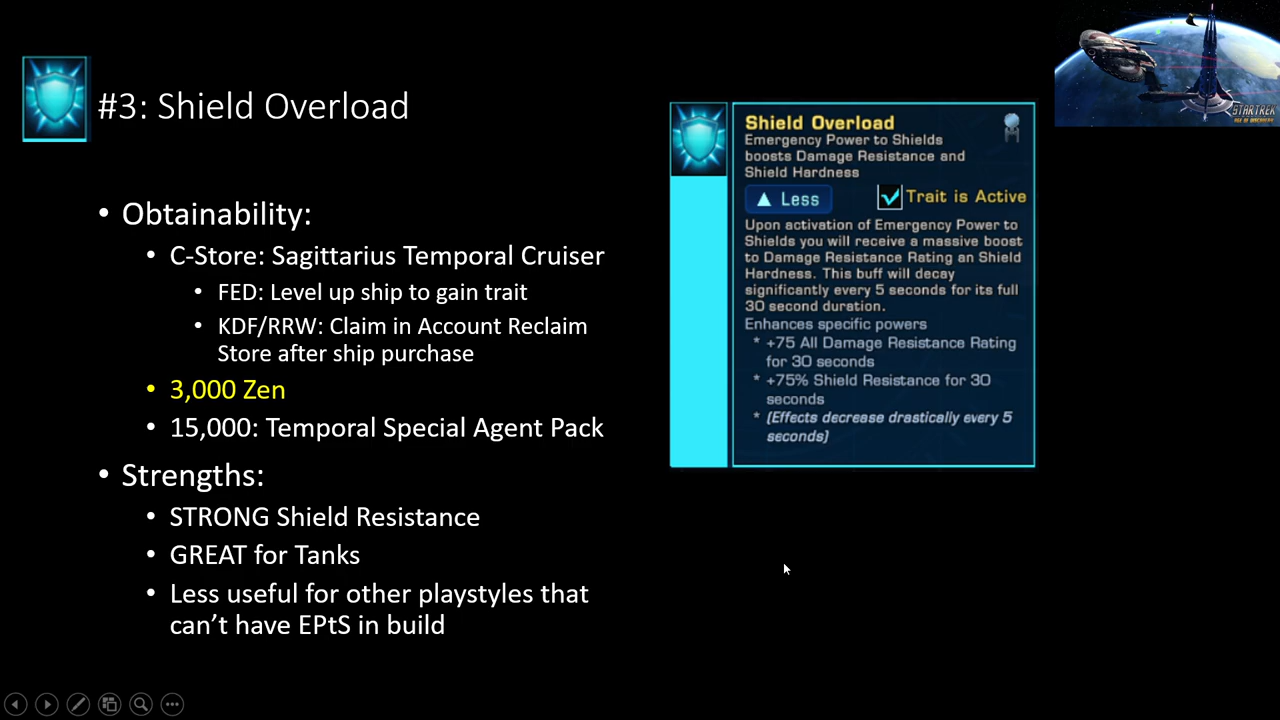 #3: Shield Overload
• Obtainability:
• C-Store: Sagittarius Temporal Cruiser
• FED: Level up ship to gain trait
• KDF/RRW: Claim in Account Reclaim
Store after ship purchase
• 3,000 Zen
• 15,000: Temporal Special Agent Pack
• Strengths:
• STRONG Shield Resistance
• GREAT for Tanks
• Less useful for other playstyles that
can’t have EPtS in build
Shield Overload
Emergency Power to Shields
boosts Damage Resistance and
Shield Hardness
Less
Trait is Active
Upon activation of Emergency Power to
Shields you will receive a massive boost
to Damage Resistance Rating an Shield
Hardness. This buff will decay
significantly every 5 seconds for its full
30 second duration.
Enhances specific powers
* +75 All Damage Resistance Rating
for 30 seconds
* +75% Shield Resistance for 30
seconds
* (Effects decrease drastically every 5
seconds)
STAR TREK
AGE OF DISCOVERY